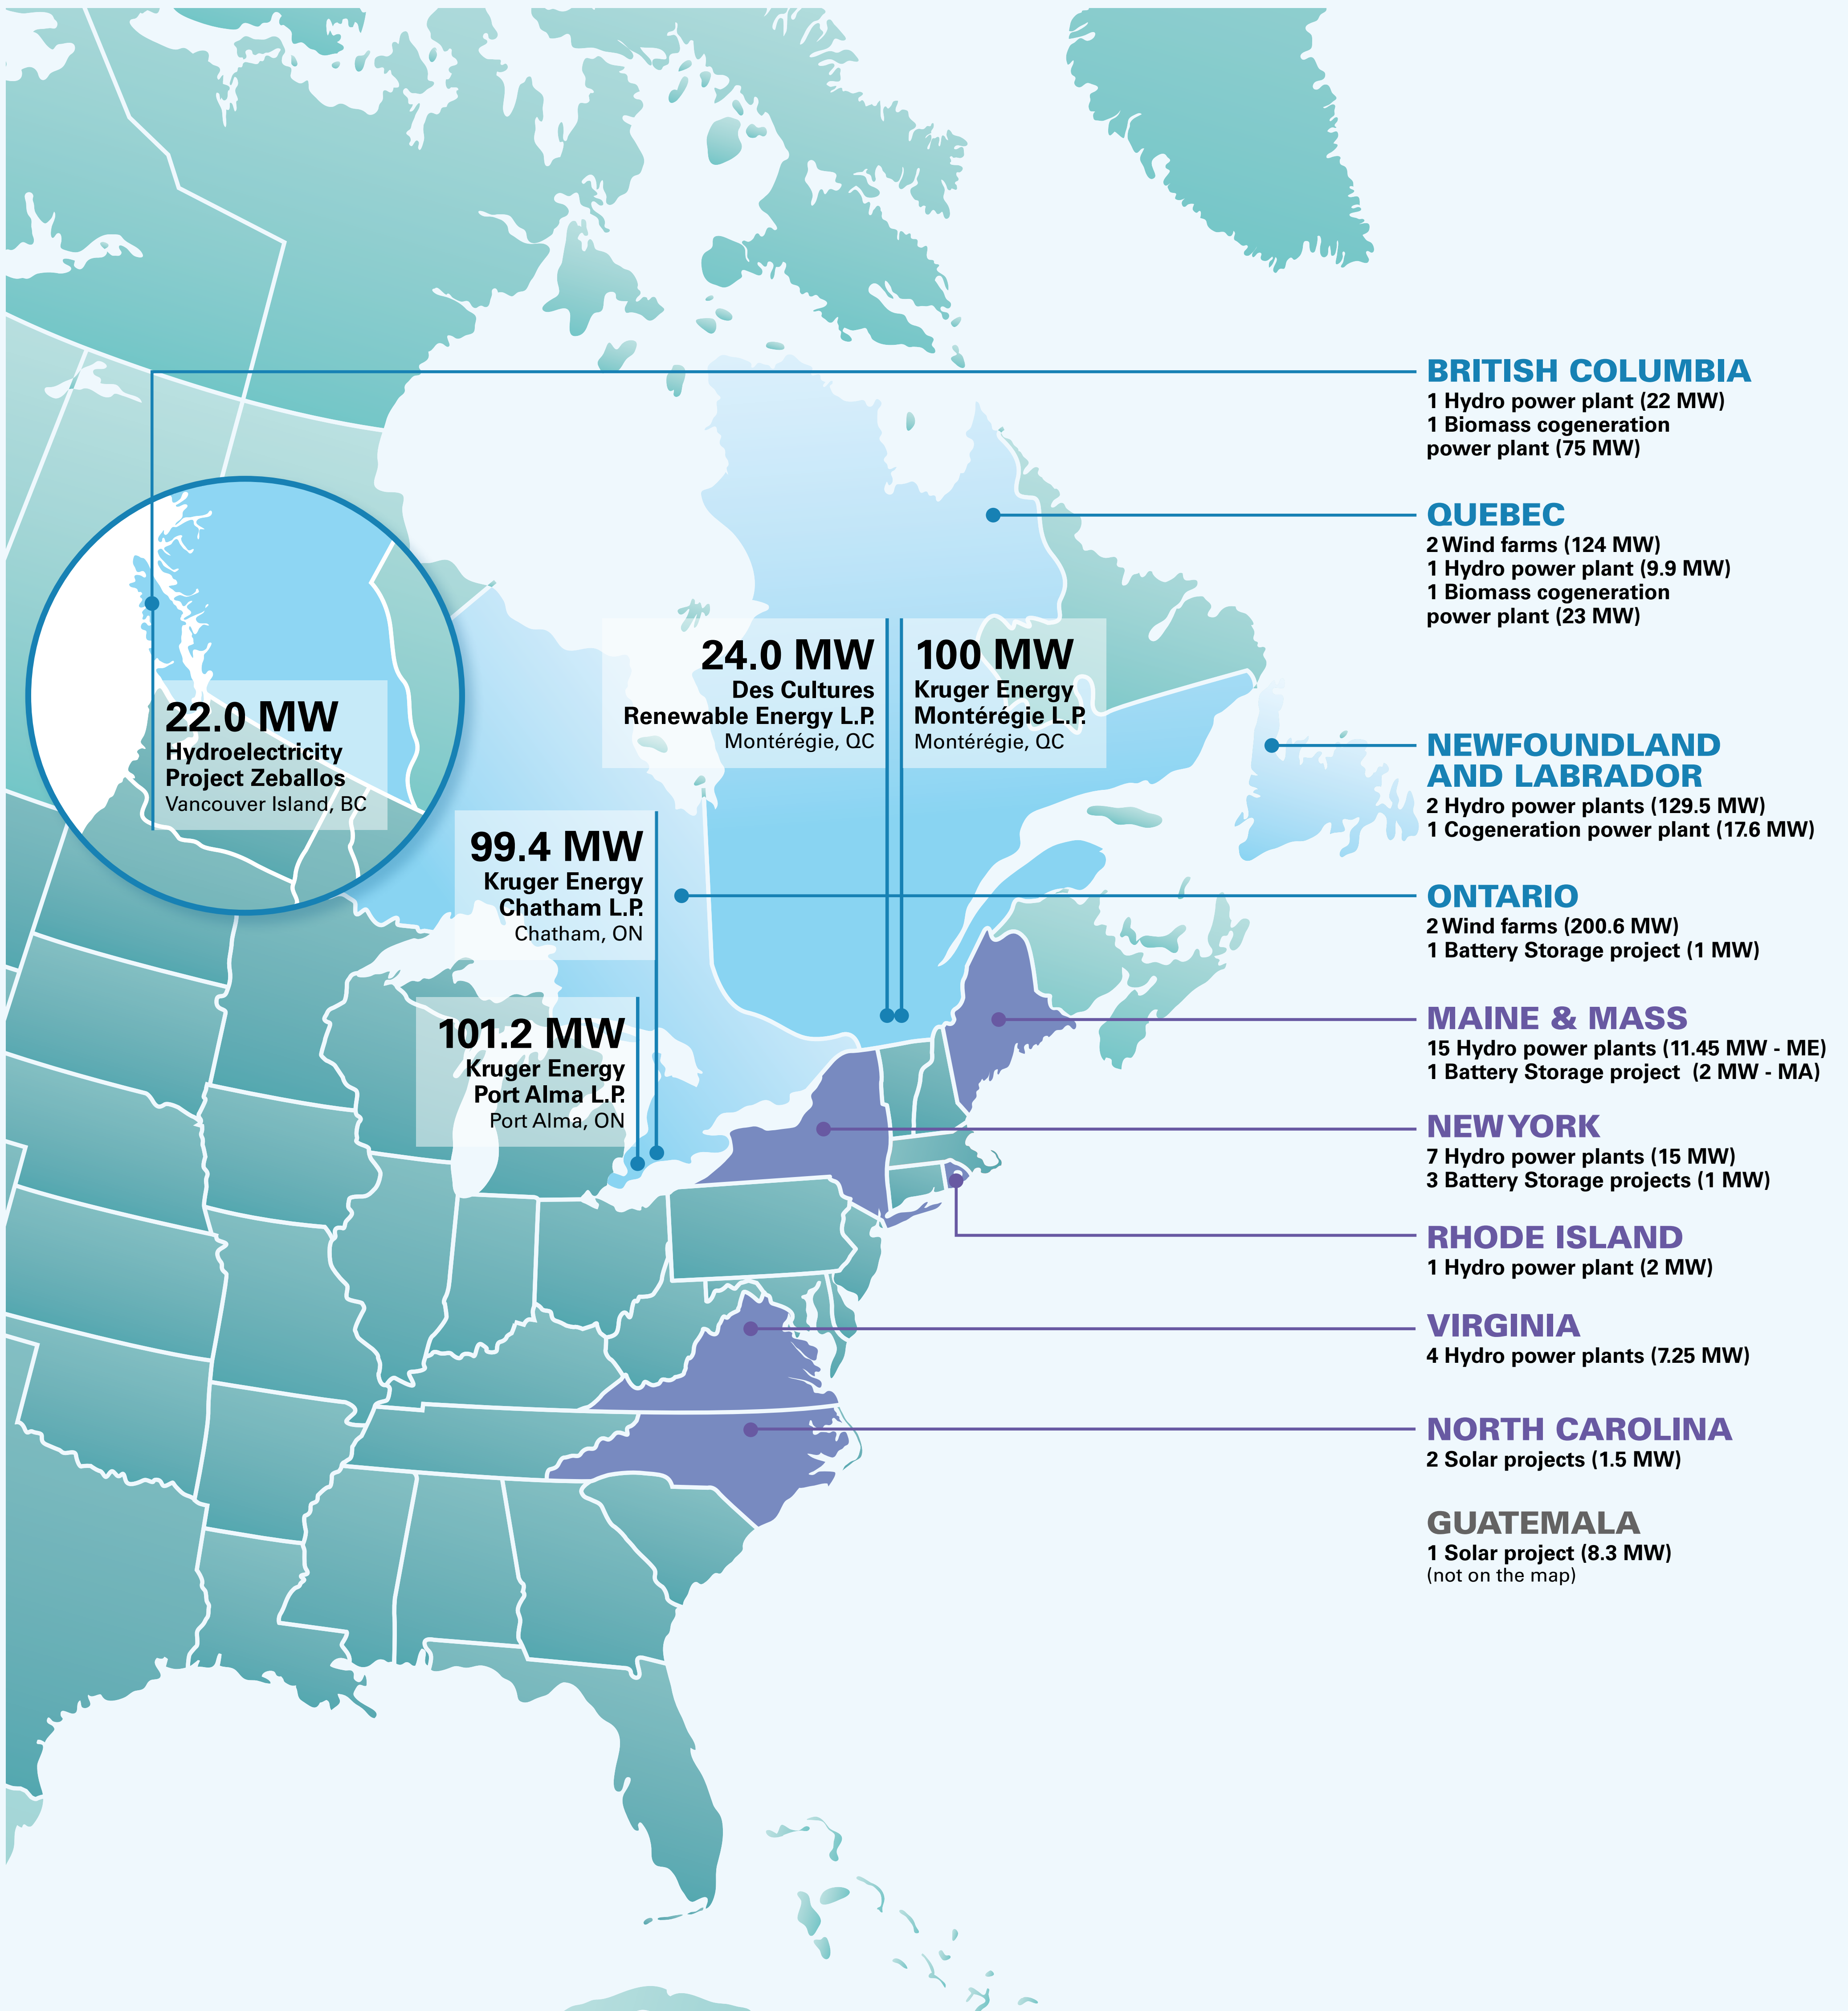 BRITISH COLUMBIA
1 Hydro power plant (22 MW)
1 Biomass cogeneration
power plant (75 MW)
QUEBEC
2 Wind farms (124 MW)
1 Hydro power plant (9.9 MW)
1 Biomass cogeneration
power plant (23 MW)
24.0 MW
Des Cultures
Renewable Energy L.P.
Montérégie, QC
100 MW
Kruger Energy
Montérégie L.P.
Montérégie, QC
22.0 MW
Hydroelectricity
Project Zeballos
Vancouver Island, BC
NEWFOUNDLAND
AND LABRADOR
2 Hydro power plants (129.5 MW)
1 Cogeneration power plant (17.6 MW)
99.4 MW
Kruger Energy
Chatham L.P.
Chatham, ON
ONTARIO
2 Wind farms (200.6 MW)
1 Battery Storage project (1 MW)
101.2 MW
Kruger Energy
Port Alma L.P.
Port Alma, ON
MAINE & MASS
15 Hydro power plants (11.45 MW - ME)
1 Battery Storage project (2 MW - MA)
NEW YORK
7 Hydro power plants (15 MW)
3 Battery Storage projects (1 MW)
RHODE ISLAND
1 Hydro power plant (2 MW)
VIRGINIA
4 Hydro power plants (7.25 MW)
NORTH CAROLINA
2 Solar projects (1.5 MW)
GUATEMALA
1 Solar project (8.3 MW)
(not on the map)